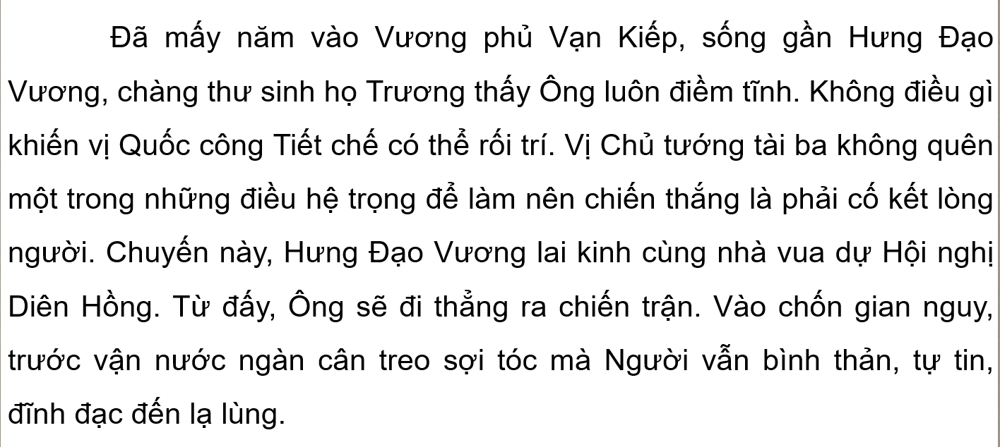 Đã mấy năm vào Vương phủ Vạn Kiếp, sống gần Hưng Đạo
Vương, chàng thư sinh họ Trương thấy Ông luôn điềm tĩnh. Không điều gì
khiến vị Quốc công Tiết chế có thể rối trí. Vị Chủ tướng tài ba không quên
một trong những điều hệ trọng để làm nên chiến thắng là phải cố kết lòng
người. Chuyến này, Hưng Đạo Vương lai kinh cùng nhà vua dự Hội nghị
Diên Hồng. Từ đấy, Ông sẽ đi thẳng ra chiến trận. Vào chốn gian nguy,
trước vận nước ngàn cân treo sợi tóc mà Người vẫn bình thản, tự tin,
đĩnh đạc đến lạ lùng.